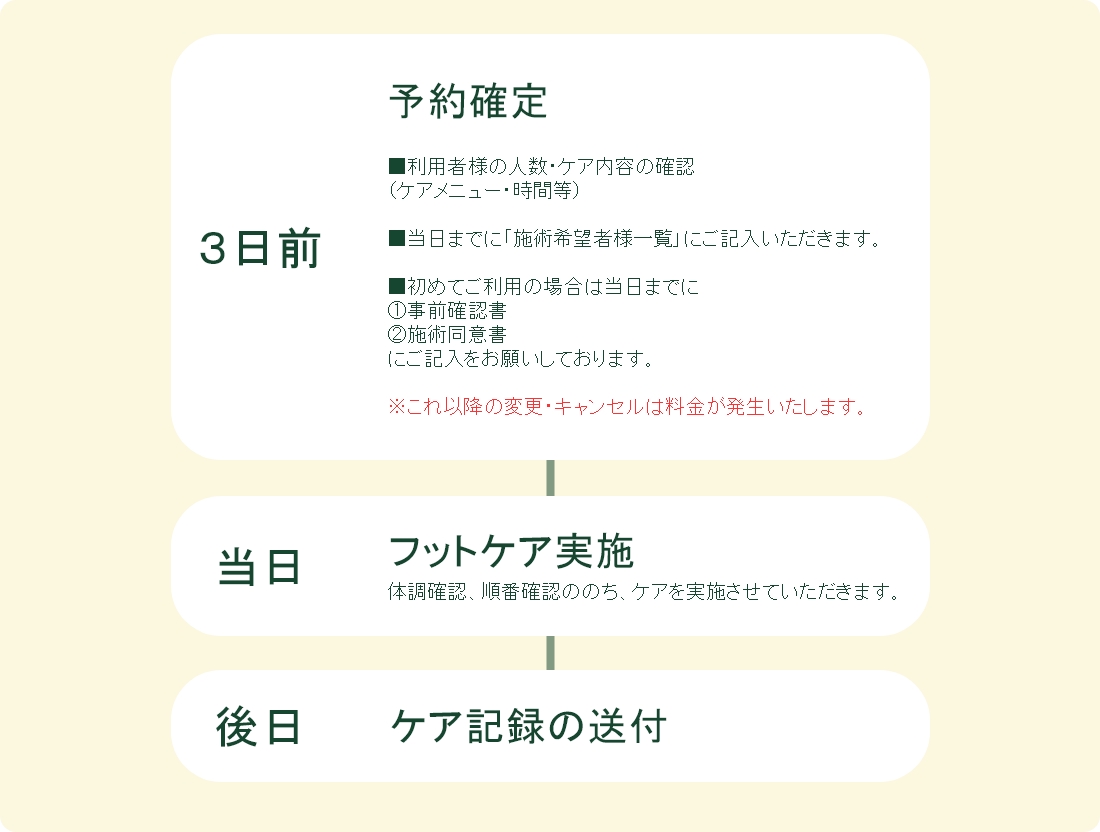 ３日前
予約確定
■利用者様の人数・ケア内容の確認
（ケアメニュー・時間等）
■当日までに「施術希望者様一覧」にご記入いただきます。
■初めてご利用の場合は当日までに
①事前確認書
②施術同意書
にご記入をお願いしております。
※これ以降の変更・キャンセルは料金が発生いたします。
当日
フットケア実施
体調確認、順番確認ののち、ケアを実施させていただきます。
後日
ケア記録の送付